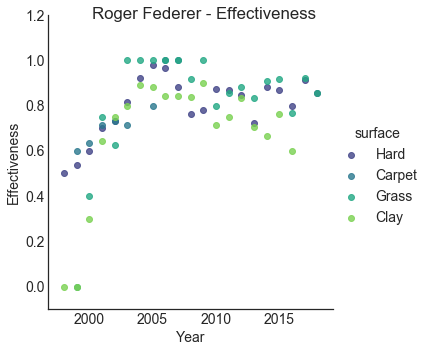 Roger Federer - Effectiveness
1.2
1.0
0.8
0.6
0.4
0.2
0.0
Effectiveness
2000 2005 2010 2015
Year
surface
Hard
Carpet
Grass
Clay